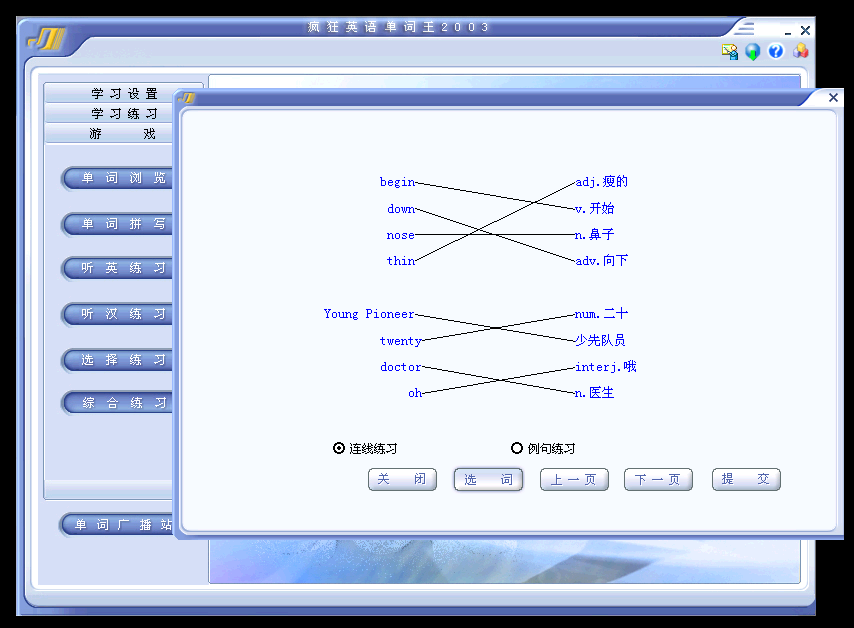 疯狂英语单词王2003
学习设置
学习练习
游 戏
单词浏览
单词拼写
听英练习
听汉练习
选择练习
综合练习
单词广播站
begin adj.瘦的
down v.开始
nose n.鼻子
thin adv.向下
Young Pioneer num.二十
twenty 少先队员
doctor interj.哦
oh n.医生
连线练习 例句练习
关 闭 选 词 上一页 下一页 提 交